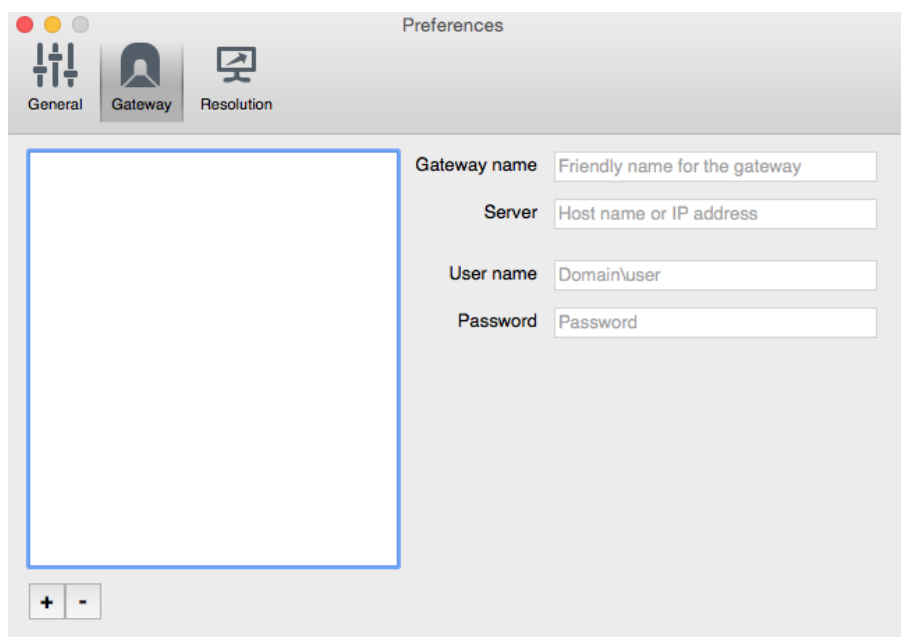 Preferences
General Gateway Resolution
Gateway name Friendly name for the gateway
Server Host name or IP address
User name Domain\user
Password Password
+ -